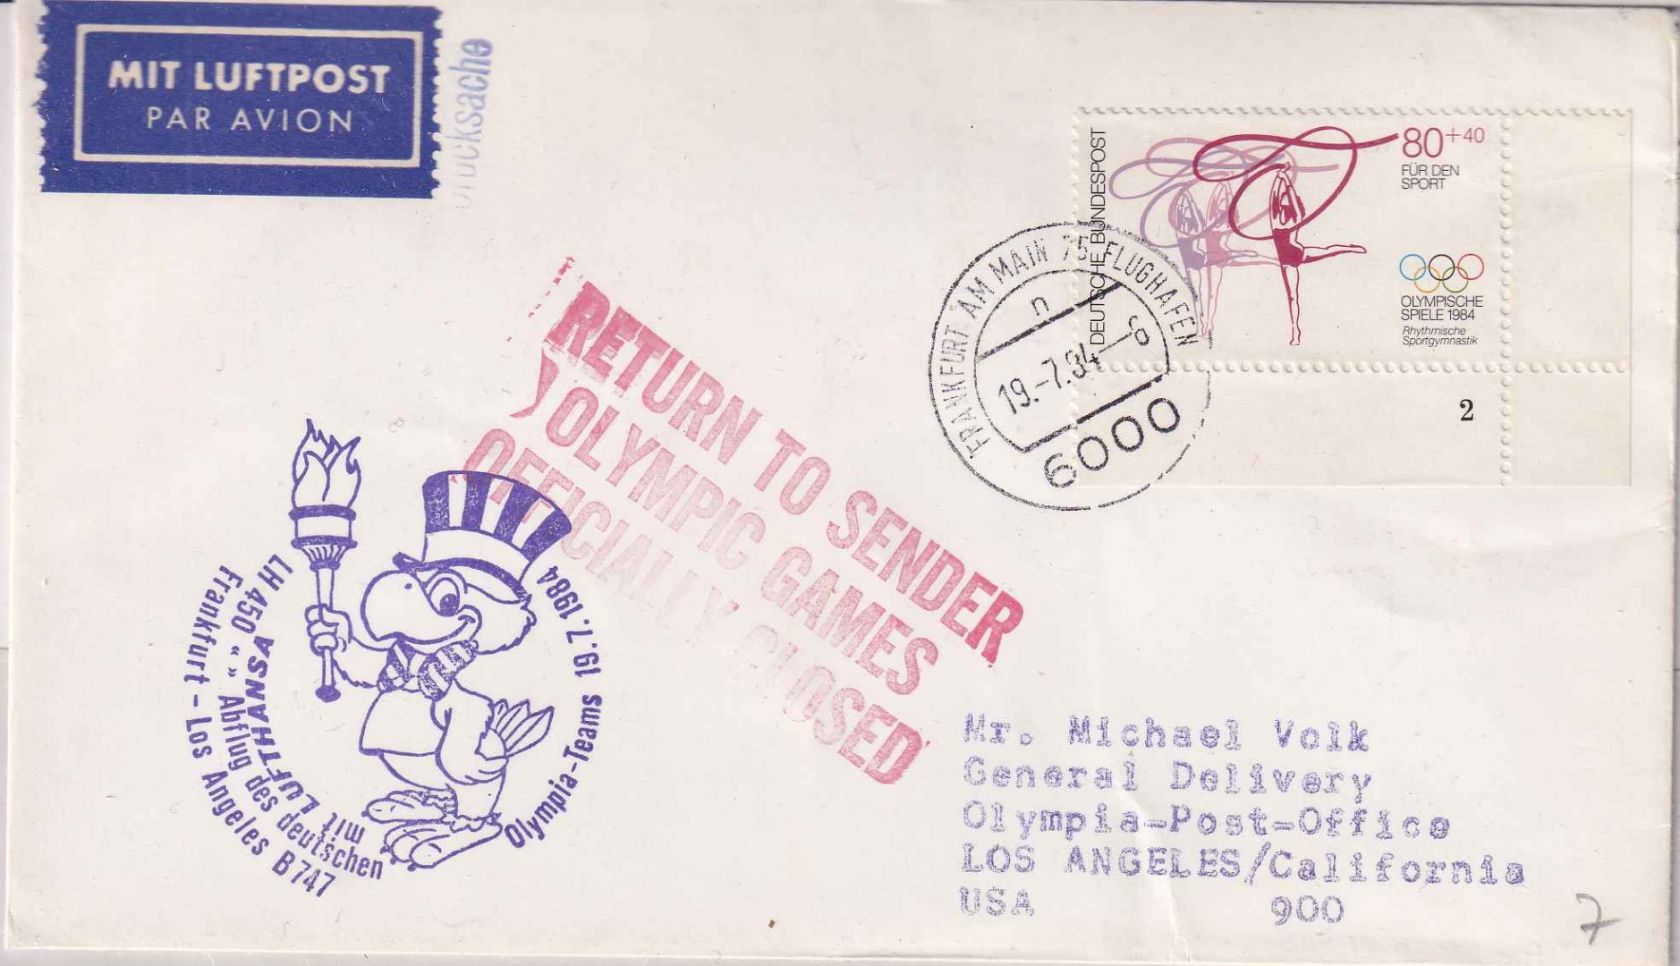 MIT LUFTPOST
PAR AVION
Drucksache
DEUTSCHE BUNDESPOST
80+40
FÜR DEN
SPORT
OLYMPISCHE
SPIELE 1984
Rhythmische
Sportgymnastik
2
FRANKFURT AM MAIN 75 FLUGHAFEN
n
19.-7.84-6
6000
RETURN TO SENDER
OLYMPIC GAMES
OFFICIALLY CLOSED
LH 450 «» Abflug des deutschen
Olympia-Teams 19.7.1984
mit LUFTHANSA
Frankfurt - Los Angeles B747
Mr. Michael Volk
General Delivery
Olympia-Post-Office
LOS ANGELES/California
USA 900
7